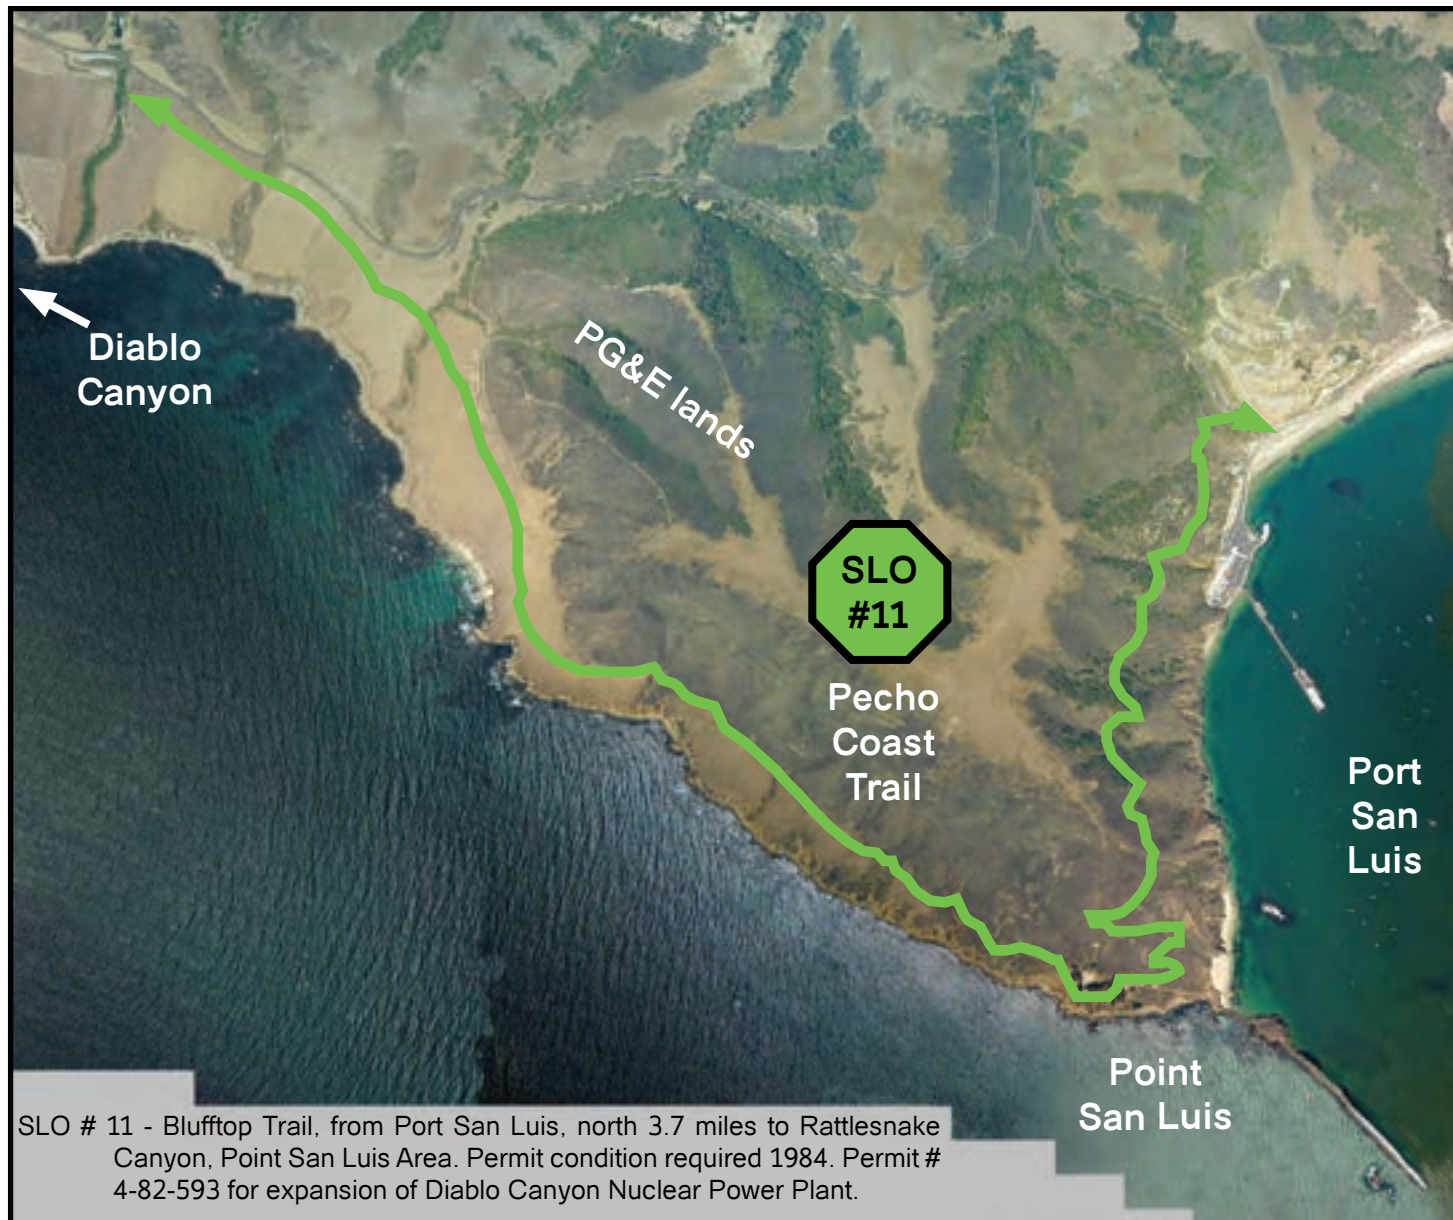 Diablo
Canyon
PG&E lands
SLO
#11
Pecho
Coast
Trail
Port
San
Luis
Point
San Luis
SLO # 11 - Blufftop Trail, from Port San Luis, north 3.7 miles to Rattlesnake
Canyon, Point San Luis Area. Permit condition required 1984. Permit #
4-82-593 for expansion of Diablo Canyon Nuclear Power Plant.